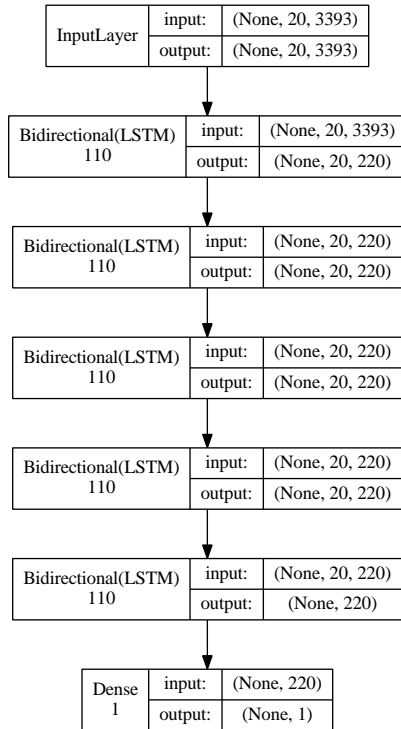 InputLayer
input: (None, 20, 3393)
output: (None, 20, 3393)
Bidirectional(LSTM)
110
input: (None, 20, 3393)
output: (None, 20, 220)
Bidirectional(LSTM)
110
input: (None, 20, 220)
output: (None, 20, 220)
Bidirectional(LSTM)
110
input: (None, 20, 220)
output: (None, 20, 220)
Bidirectional(LSTM)
110
input: (None, 20, 220)
output: (None, 20, 220)
Bidirectional(LSTM)
110
input: (None, 20, 220)
output: (None, 220)
Dense
1
input: (None, 220)
output: (None, 1)